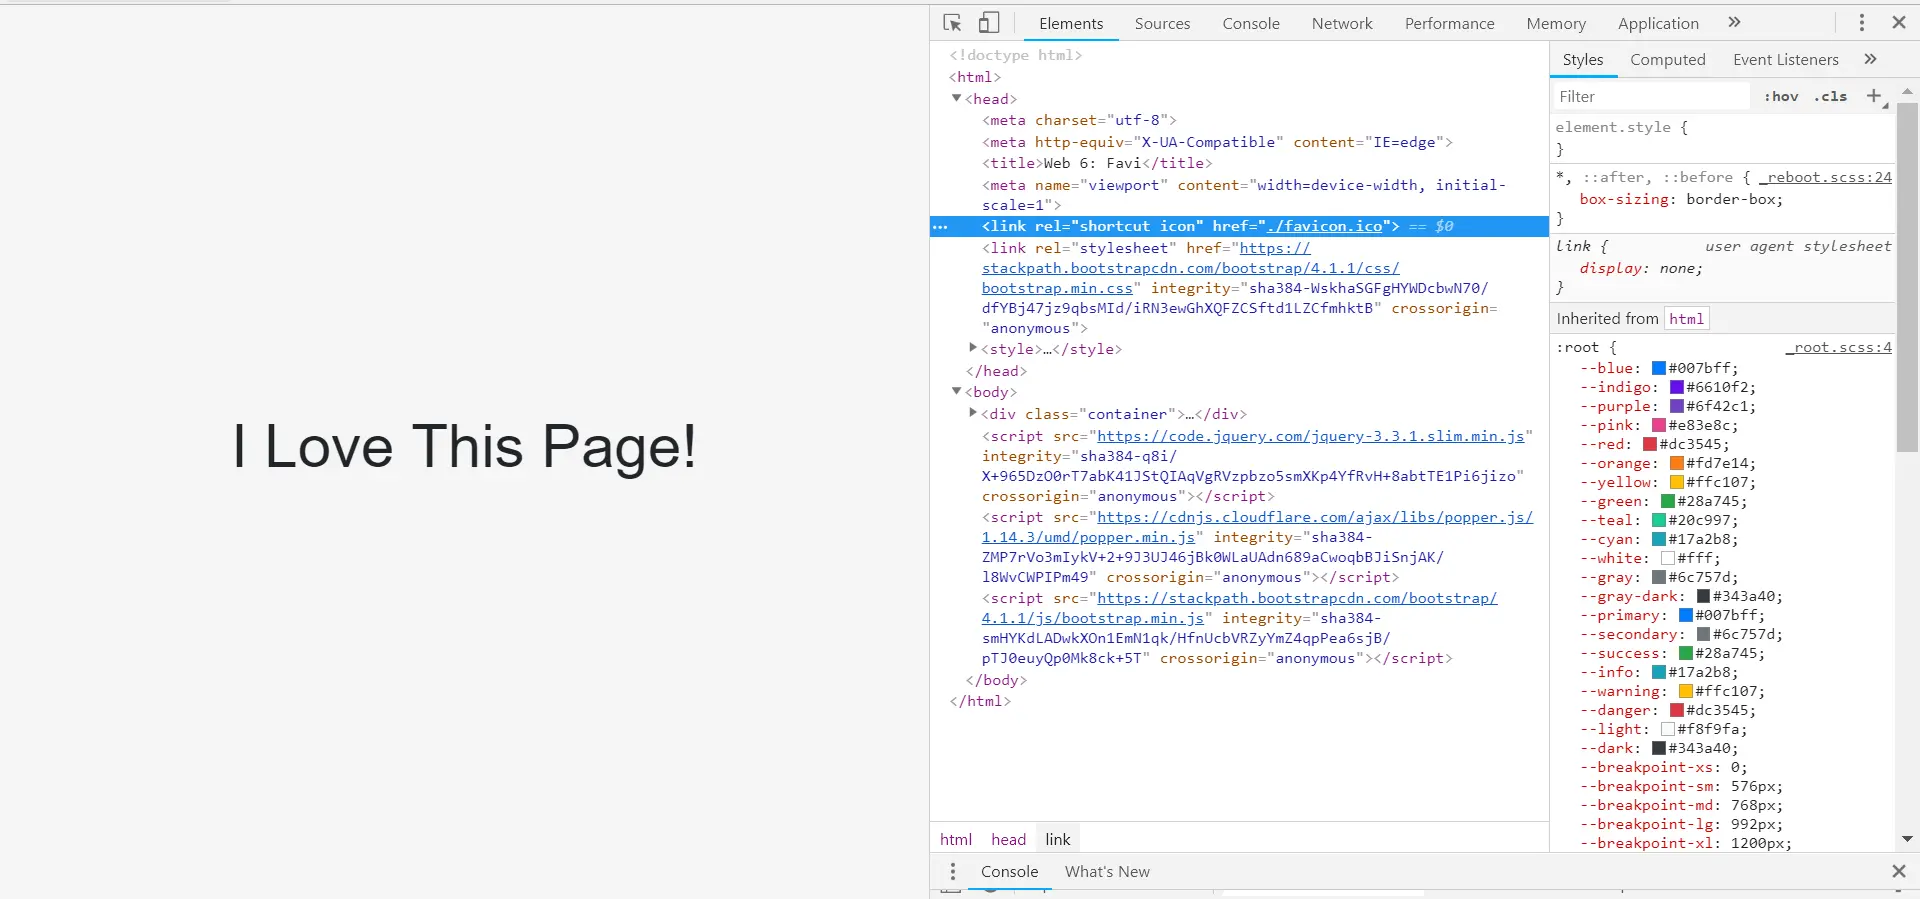 I Love This Page!
Elements Sources Console Network Performance Memory Application »
<!doctype html>
<html>
<head>
<meta charset="utf-8">
<meta http-equiv="X-UA-Compatible" content="IE=edge">
<title>Web 6: Favi</title>
<meta name="viewport" content="width=device-width, initial-
scale=1">
<link rel="shortcut icon" href="./favicon.ico"> == $0
<link rel="stylesheet" href="https://
stackpath.bootstrapcdn.com/bootstrap/4.1.1/css/
bootstrap.min.css" integrity="sha384-WskhaSGFgHYWDcbwN70/
dfYBj47jz9qbsMId/iRN3ewGhXQFZCSftd1LZCfmhktB" crossorigin=
"anonymous">
<style>…</style>
</head>
<body>
<div class="container">…</div>
<script src="https://code.jquery.com/jquery-3.3.1.slim.min.js"
integrity="sha384-q8i/
X+965DzO0rT7abK41JStQIAqVgRVzpbzo5smXKp4YfRvH+8abtTE1Pi6jizo"
crossorigin="anonymous"></script>
<script src="https://cdnjs.cloudflare.com/ajax/libs/popper.js/
1.14.3/umd/popper.min.js" integrity="sha384-
ZMP7rVo3mIykV+2+9J3UJ46jBk0WLaUAdn689aCwoqbBJiSnjAK/
l8WvCWPIPm49" crossorigin="anonymous"></script>
<script src="https://stackpath.bootstrapcdn.com/bootstrap/
4.1.1/js/bootstrap.min.js" integrity="sha384-
smHYKdLADwkXOn1EmN1qk/HfnUcbVRZyYmZ4qpPea6sjB/
pTJ0euyQp0Mk8ck+5T" crossorigin="anonymous"></script>
</body>
</html>
html head link
Styles Computed Event Listeners »
Filter :hov .cls +
element.style {
}
*, ::after, ::before { _reboot.scss:24
box-sizing: border-box;
}
link { user agent stylesheet
display: none;
}
Inherited from html
:root { _root.scss:4
--blue: #007bff;
--indigo: #6610f2;
--purple: #6f42c1;
--pink: #e83e8c;
--red: #dc3545;
--orange: #fd7e14;
--yellow: #ffc107;
--green: #28a745;
--teal: #20c997;
--cyan: #17a2b8;
--white: #fff;
--gray: #6c757d;
--gray-dark: #343a40;
--primary: #007bff;
--secondary: #6c757d;
--success: #28a745;
--info: #17a2b8;
--warning: #ffc107;
--danger: #dc3545;
--light: #f8f9fa;
--dark: #343a40;
--breakpoint-xs: 0;
--breakpoint-sm: 576px;
--breakpoint-md: 768px;
--breakpoint-lg: 992px;
--breakpoint-xl: 1200px;
Console What's New